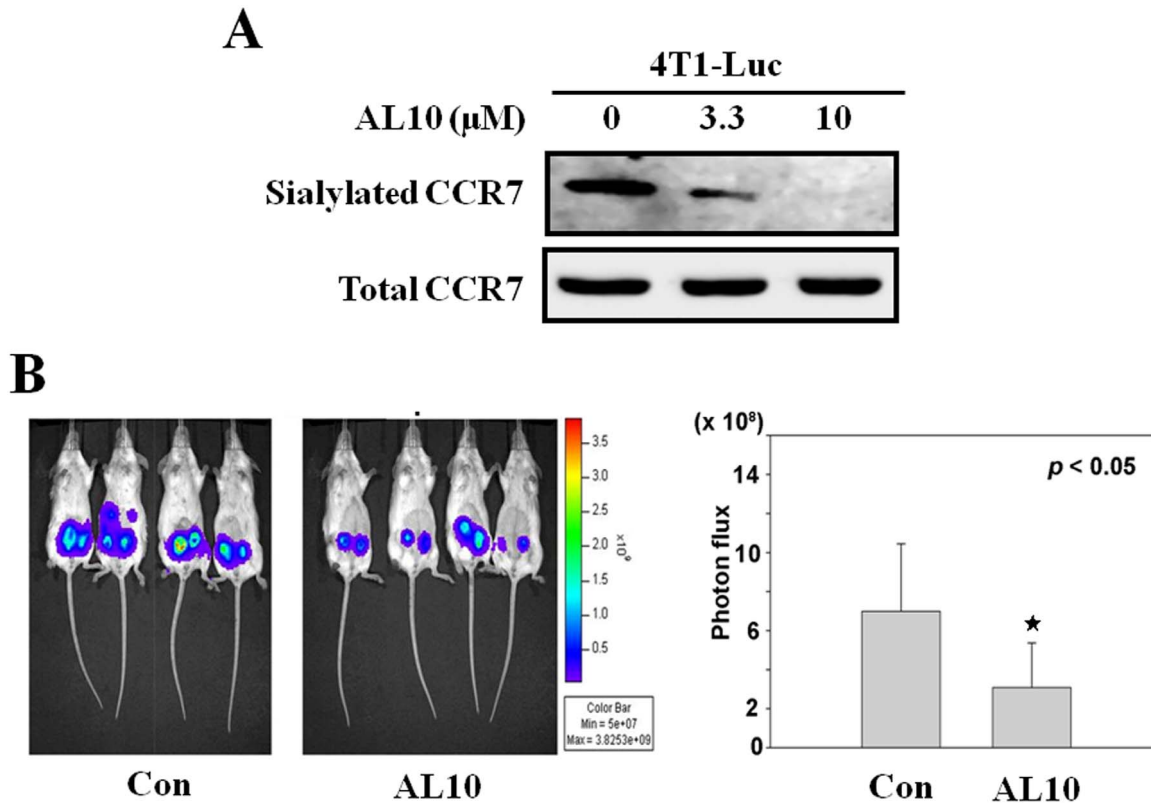 A
4T1-Luc
AL10 (μM) 0 3.3 10
Sialylated CCR7
Total CCR7
B
3.5
3.0
2.5
2.0
1.5
1.0
0.5
×10⁹
Color Bar
Min = 5e+07
Max = 3.8253e+09
Con AL10
(x 10⁸)
p < 0.05
Photon flux
14
10
6
2
0
Con AL10